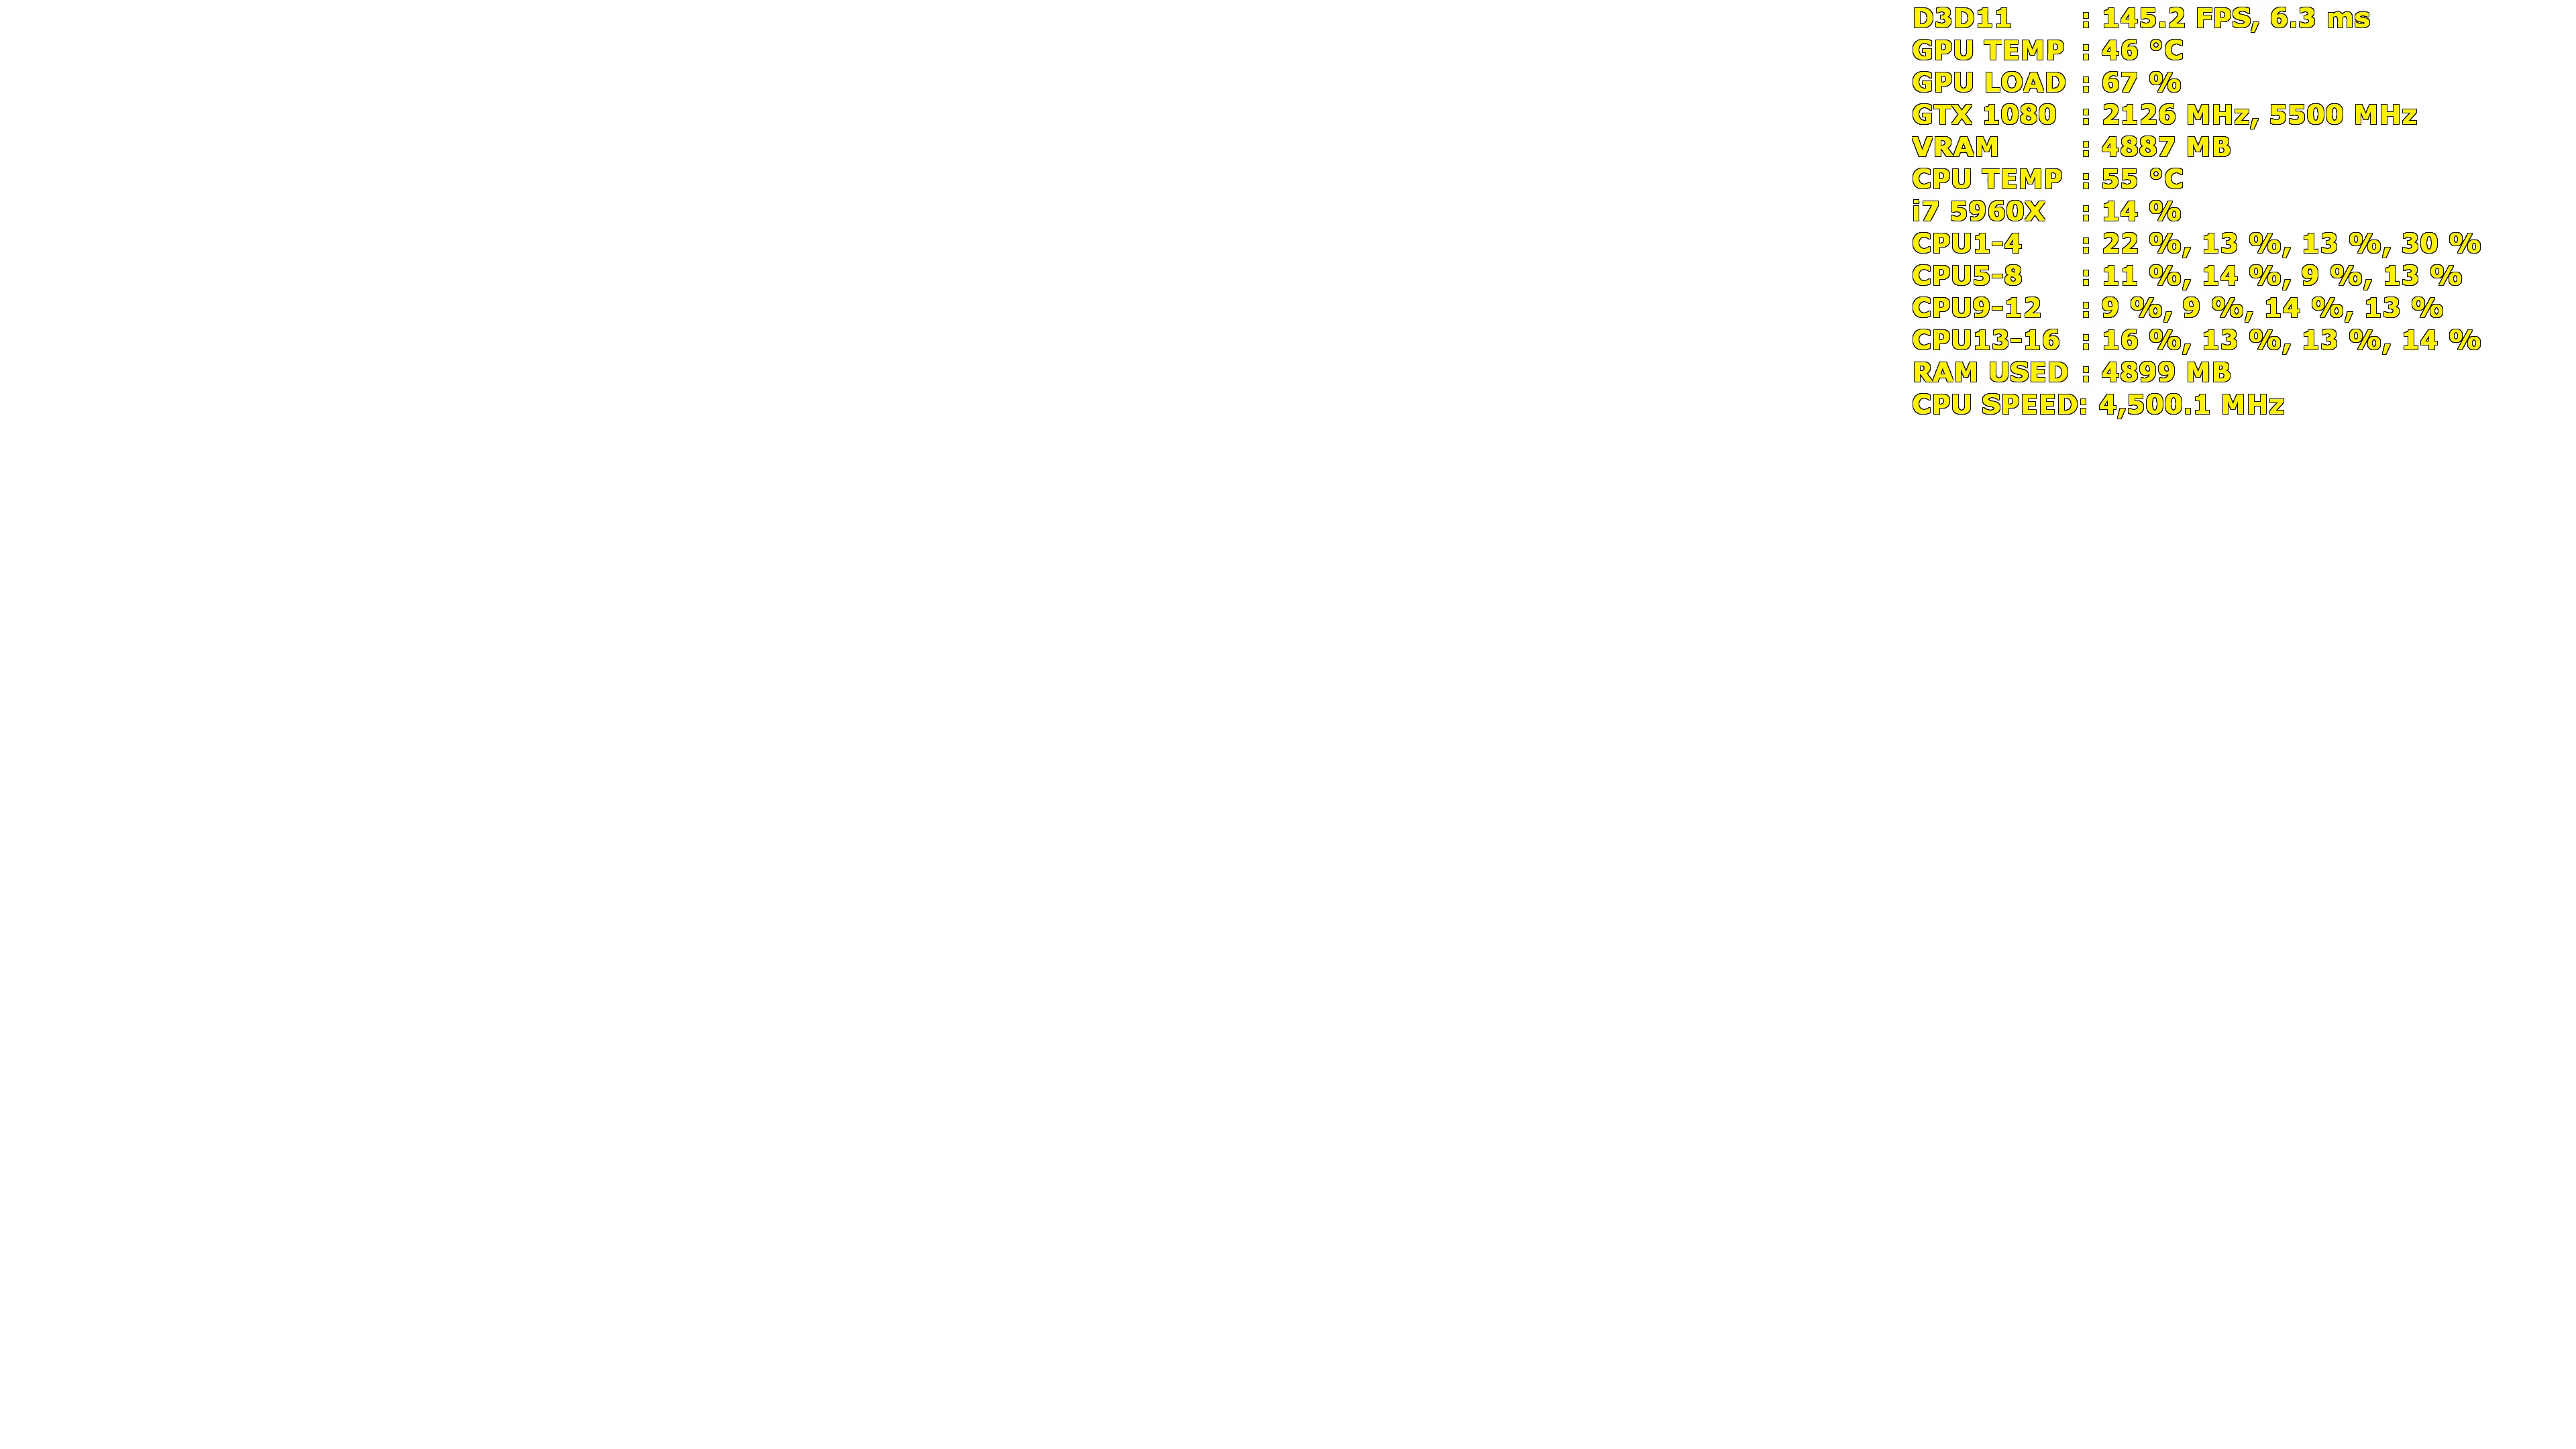 D3D11 : 145.2 FPS, 6.3 ms
GPU TEMP : 46 °C
GPU LOAD : 67 %
GTX 1080 : 2126 MHz, 5500 MHz
VRAM : 4887 MB
CPU TEMP : 55 °C
i7 5960X : 14 %
CPU1-4 : 22 %, 13 %, 13 %, 30 %
CPU5-8 : 11 %, 14 %, 9 %, 13 %
CPU9-12 : 9 %, 9 %, 14 %, 13 %
CPU13-16 : 16 %, 13 %, 13 %, 14 %
RAM USED : 4899 MB
CPU SPEED: 4,500.1 MHz